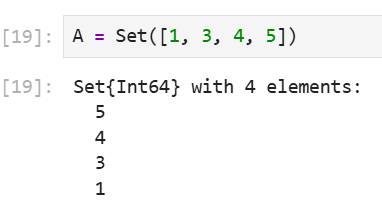 [19]: A = Set([1, 3, 4, 5])
[19]: Set{Int64} with 4 elements:
5
4
3
1